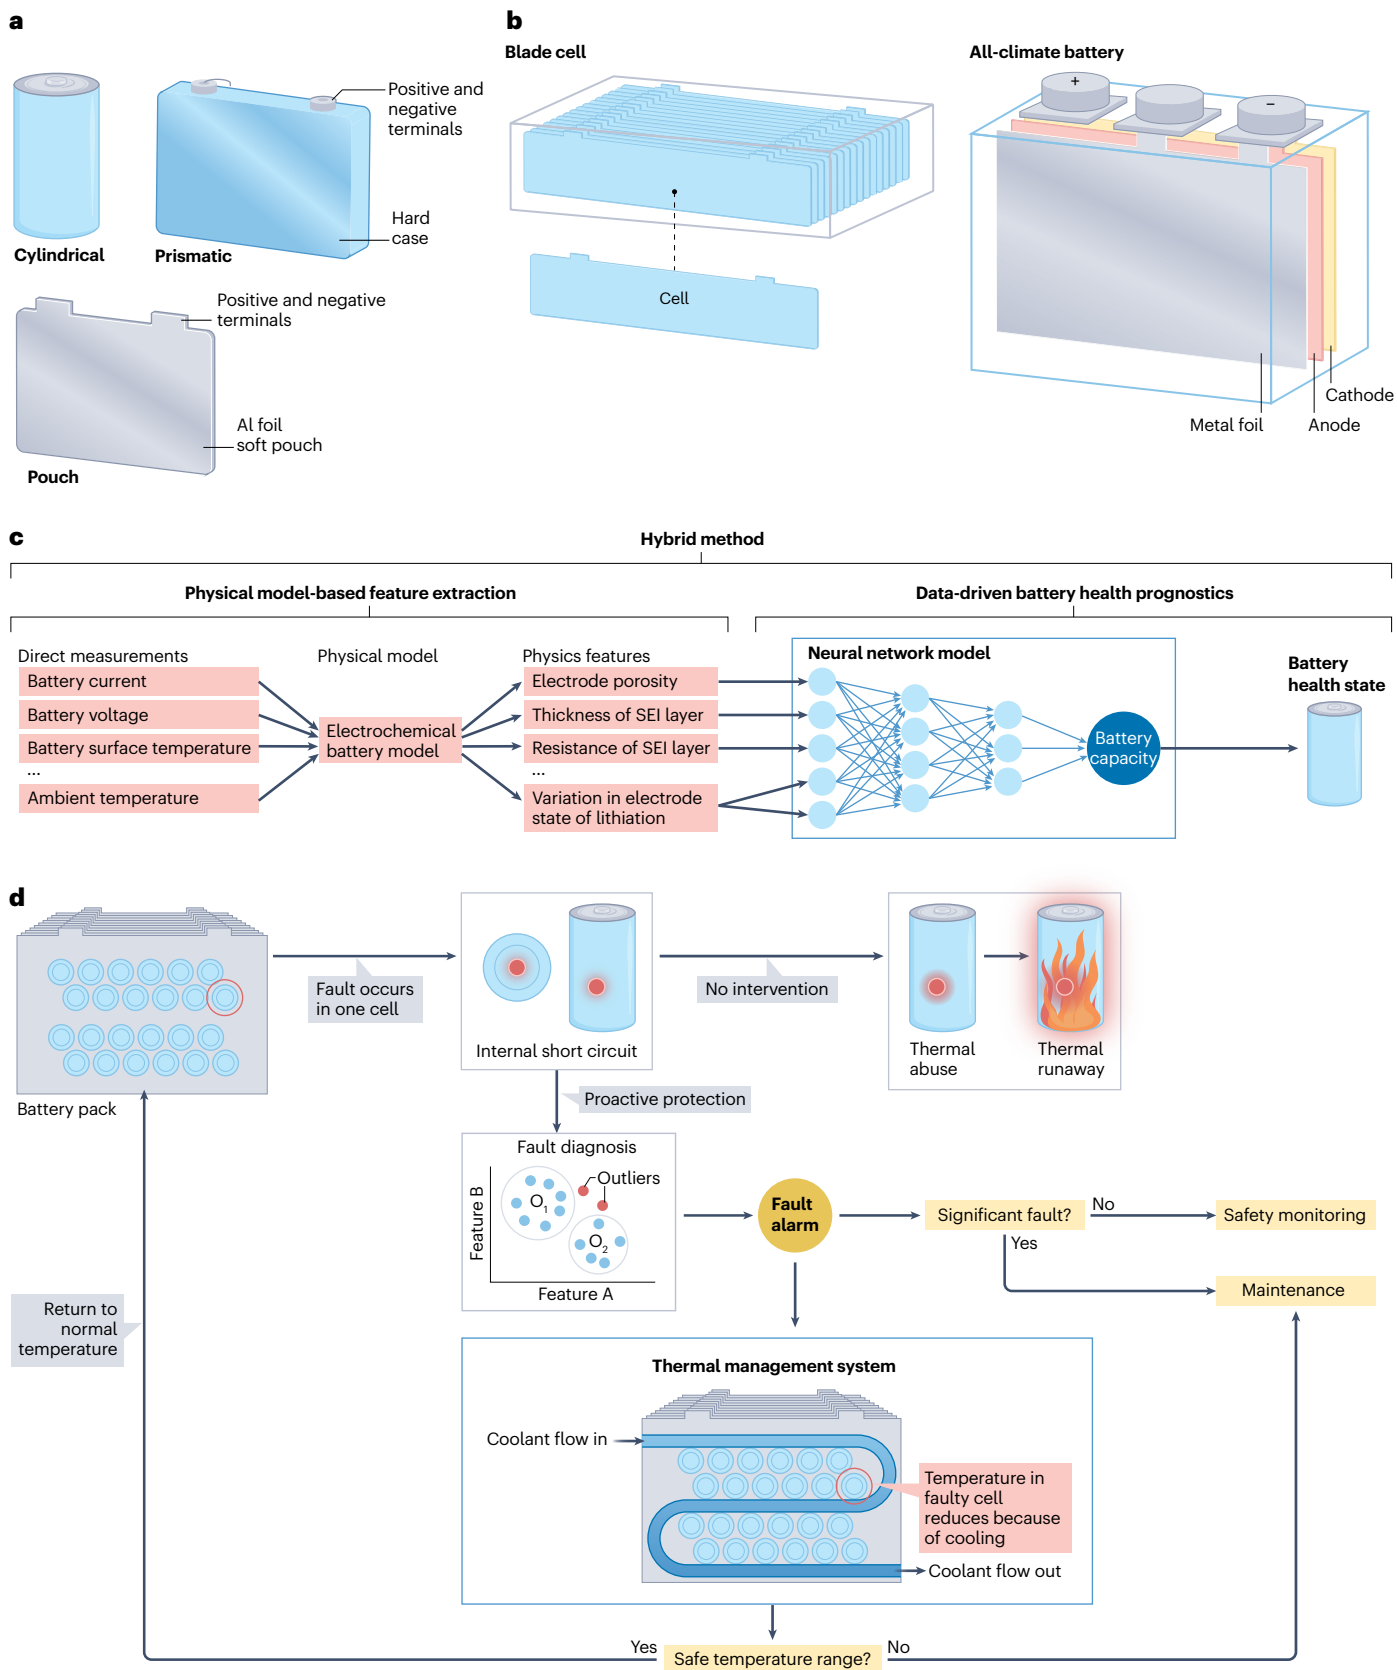 a
Cylindrical
Positive and
negative
terminals
Hard
case
Prismatic
Positive and negative
terminals
Al foil
soft pouch
Pouch
b
Blade cell
Cell
All-climate battery
+
−
Cathode
Metal foil
Anode
c
Hybrid method
Physical model-based feature extraction
Data-driven battery health prognostics
Direct measurements
Battery current
Battery voltage
Battery surface temperature
...
Ambient temperature
Physical model
Electrochemical
battery model
Physics features
Electrode porosity
Thickness of SEI layer
Resistance of SEI layer
...
Variation in electrode
state of lithiation
Neural network model
Battery
capacity
Battery
health state
d
Battery pack
Fault occurs
in one cell
Internal short circuit
No intervention
Thermal
abuse
Thermal
runaway
Proactive protection
Fault diagnosis
Outliers
O1
O2
Feature B
Feature A
Fault
alarm
Significant fault?
No
Safety monitoring
Yes
Maintenance
Return to
normal
temperature
Thermal management system
Coolant flow in
Temperature in
faulty cell
reduces because
of cooling
Coolant flow out
Yes
Safe temperature range?
No